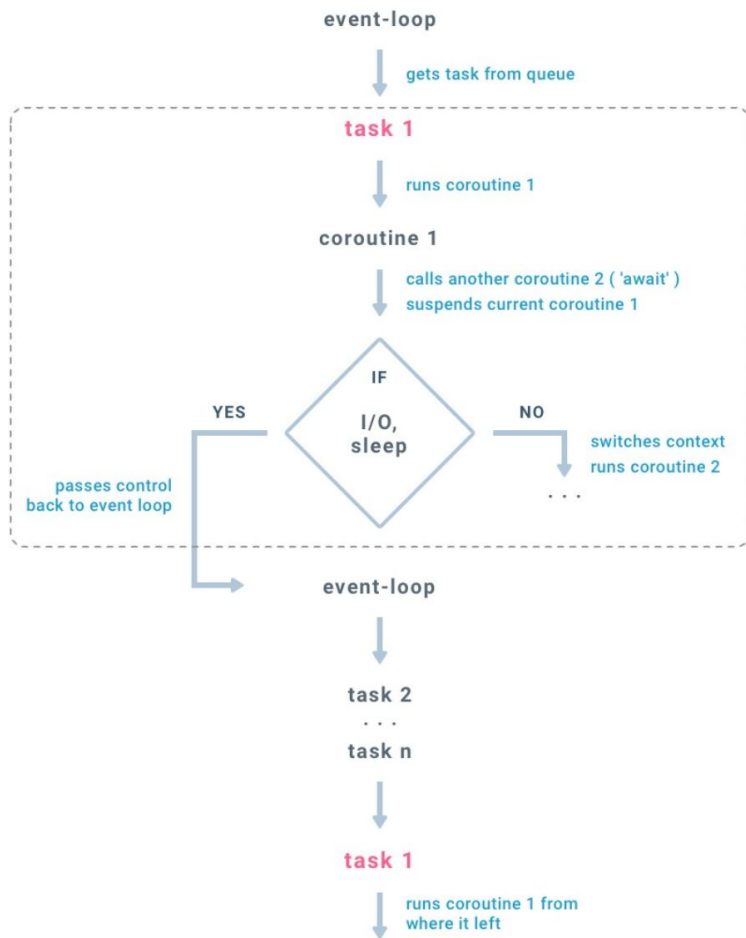 event-loop
gets task from queue
task 1
runs coroutine 1
coroutine 1
calls another coroutine 2 ( 'await' )
suspends current coroutine 1
IF
I/O,
sleep
YES
NO
switches context
runs coroutine 2
. . .
passes control
back to event loop
event-loop
task 2
. . .
task n
task 1
runs coroutine 1 from
where it left